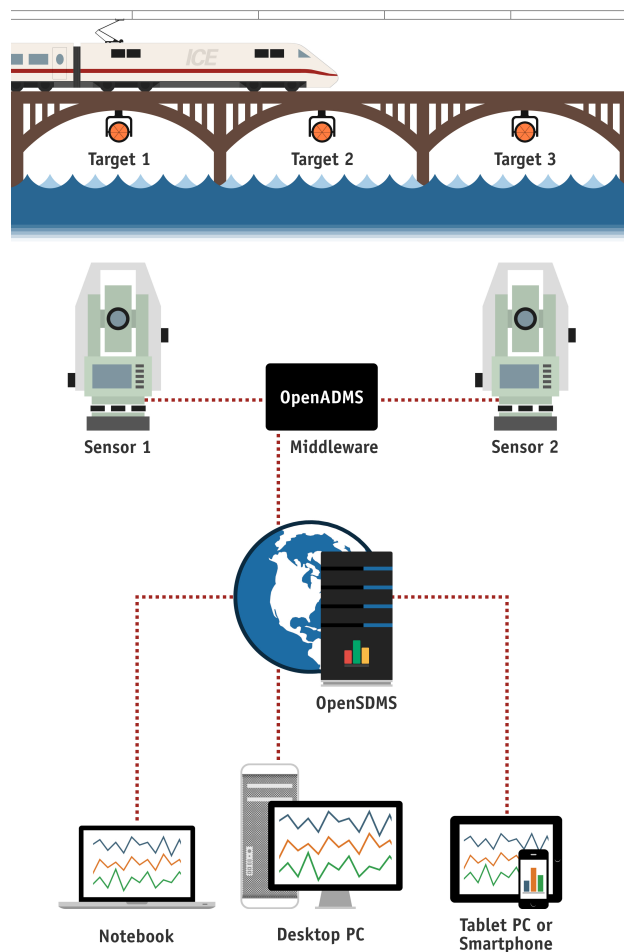 ICE
Target 1
Target 2
Target 3
OpenADMS
Sensor 1
Middleware
Sensor 2
OpenSDMS
Notebook
Desktop PC
Tablet PC or
Smartphone